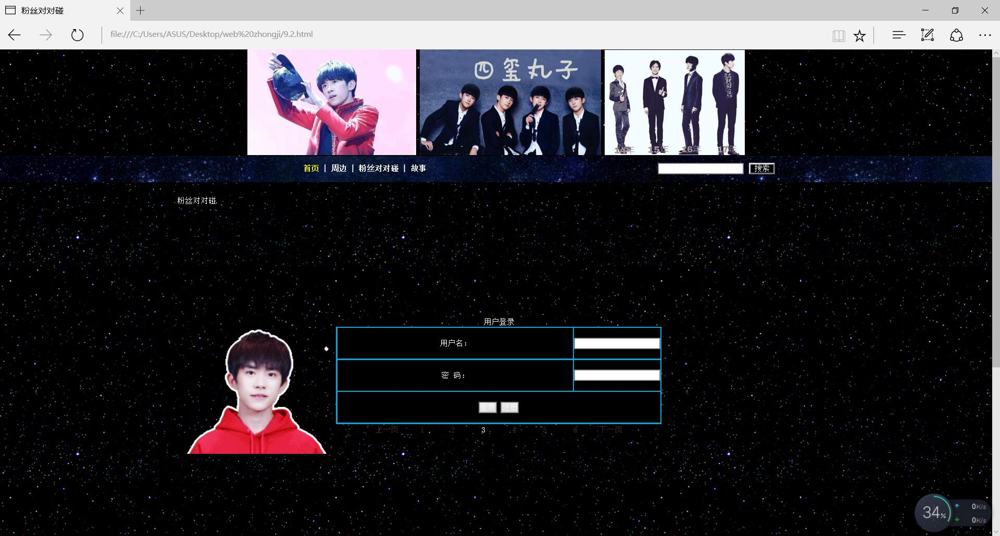 粉丝对对碰
file:///C:/Users/ASUS/Desktop/web%20zhongji/9.2.html
四玺丸子
14年 15年 16年 17年
首页 | 周边 | 粉丝对对碰 | 故事 搜索
粉丝对对碰
用户登录
用户名：
密 码：
登录 注册
上一页 1 2 3 4 5 6 下一页
34% 0K/s
0K/s